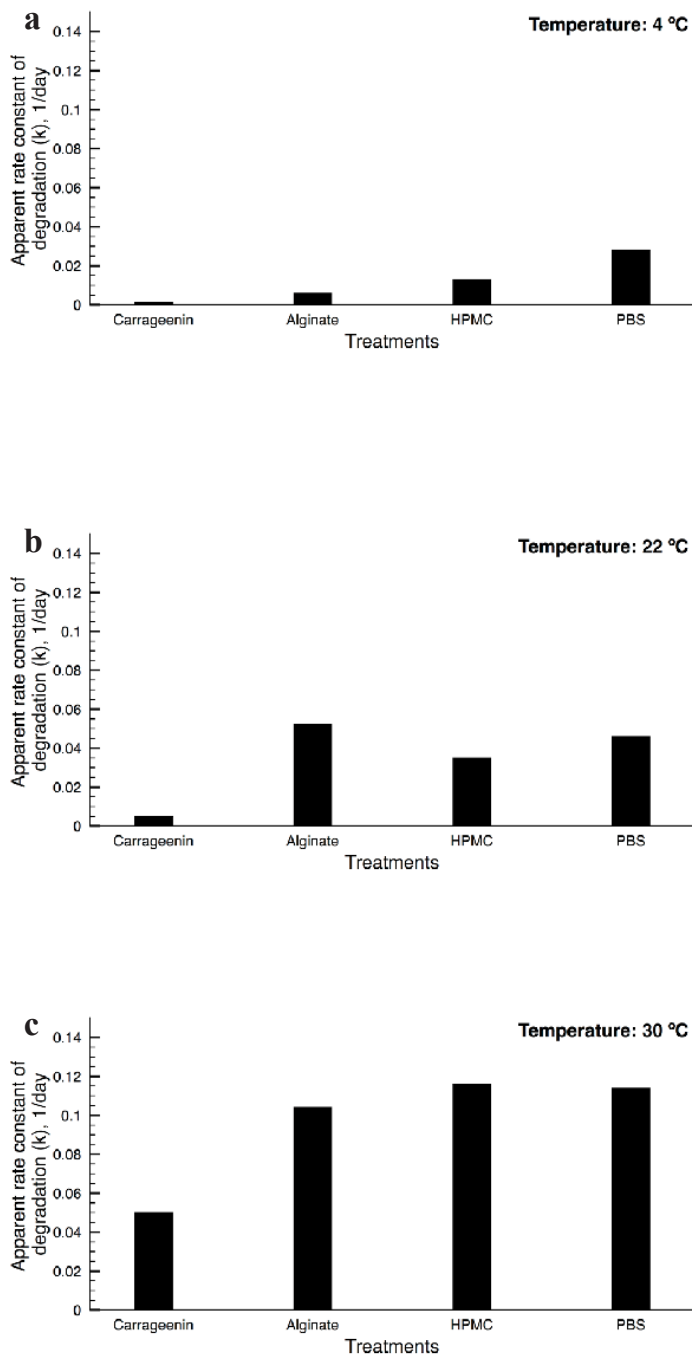 a
Temperature: 4 ºC
Apparent rate constant of
degradation (k), 1/day
0.14
0.12
0.1
0.08
0.06
0.04
0.02
0
Carrageenin Alginate HPMC PBS
Treatments
b
Temperature: 22 ºC
Apparent rate constant of
degradation (k), 1/day
0.14
0.12
0.1
0.08
0.06
0.04
0.02
0
Carrageenin Alginate HPMC PBS
Treatments
c
Temperature: 30 ºC
Apparent rate constant of
degradation (k), 1/day
0.14
0.12
0.1
0.08
0.06
0.04
0.02
0
Carrageenin Alginate HPMC PBS
Treatments